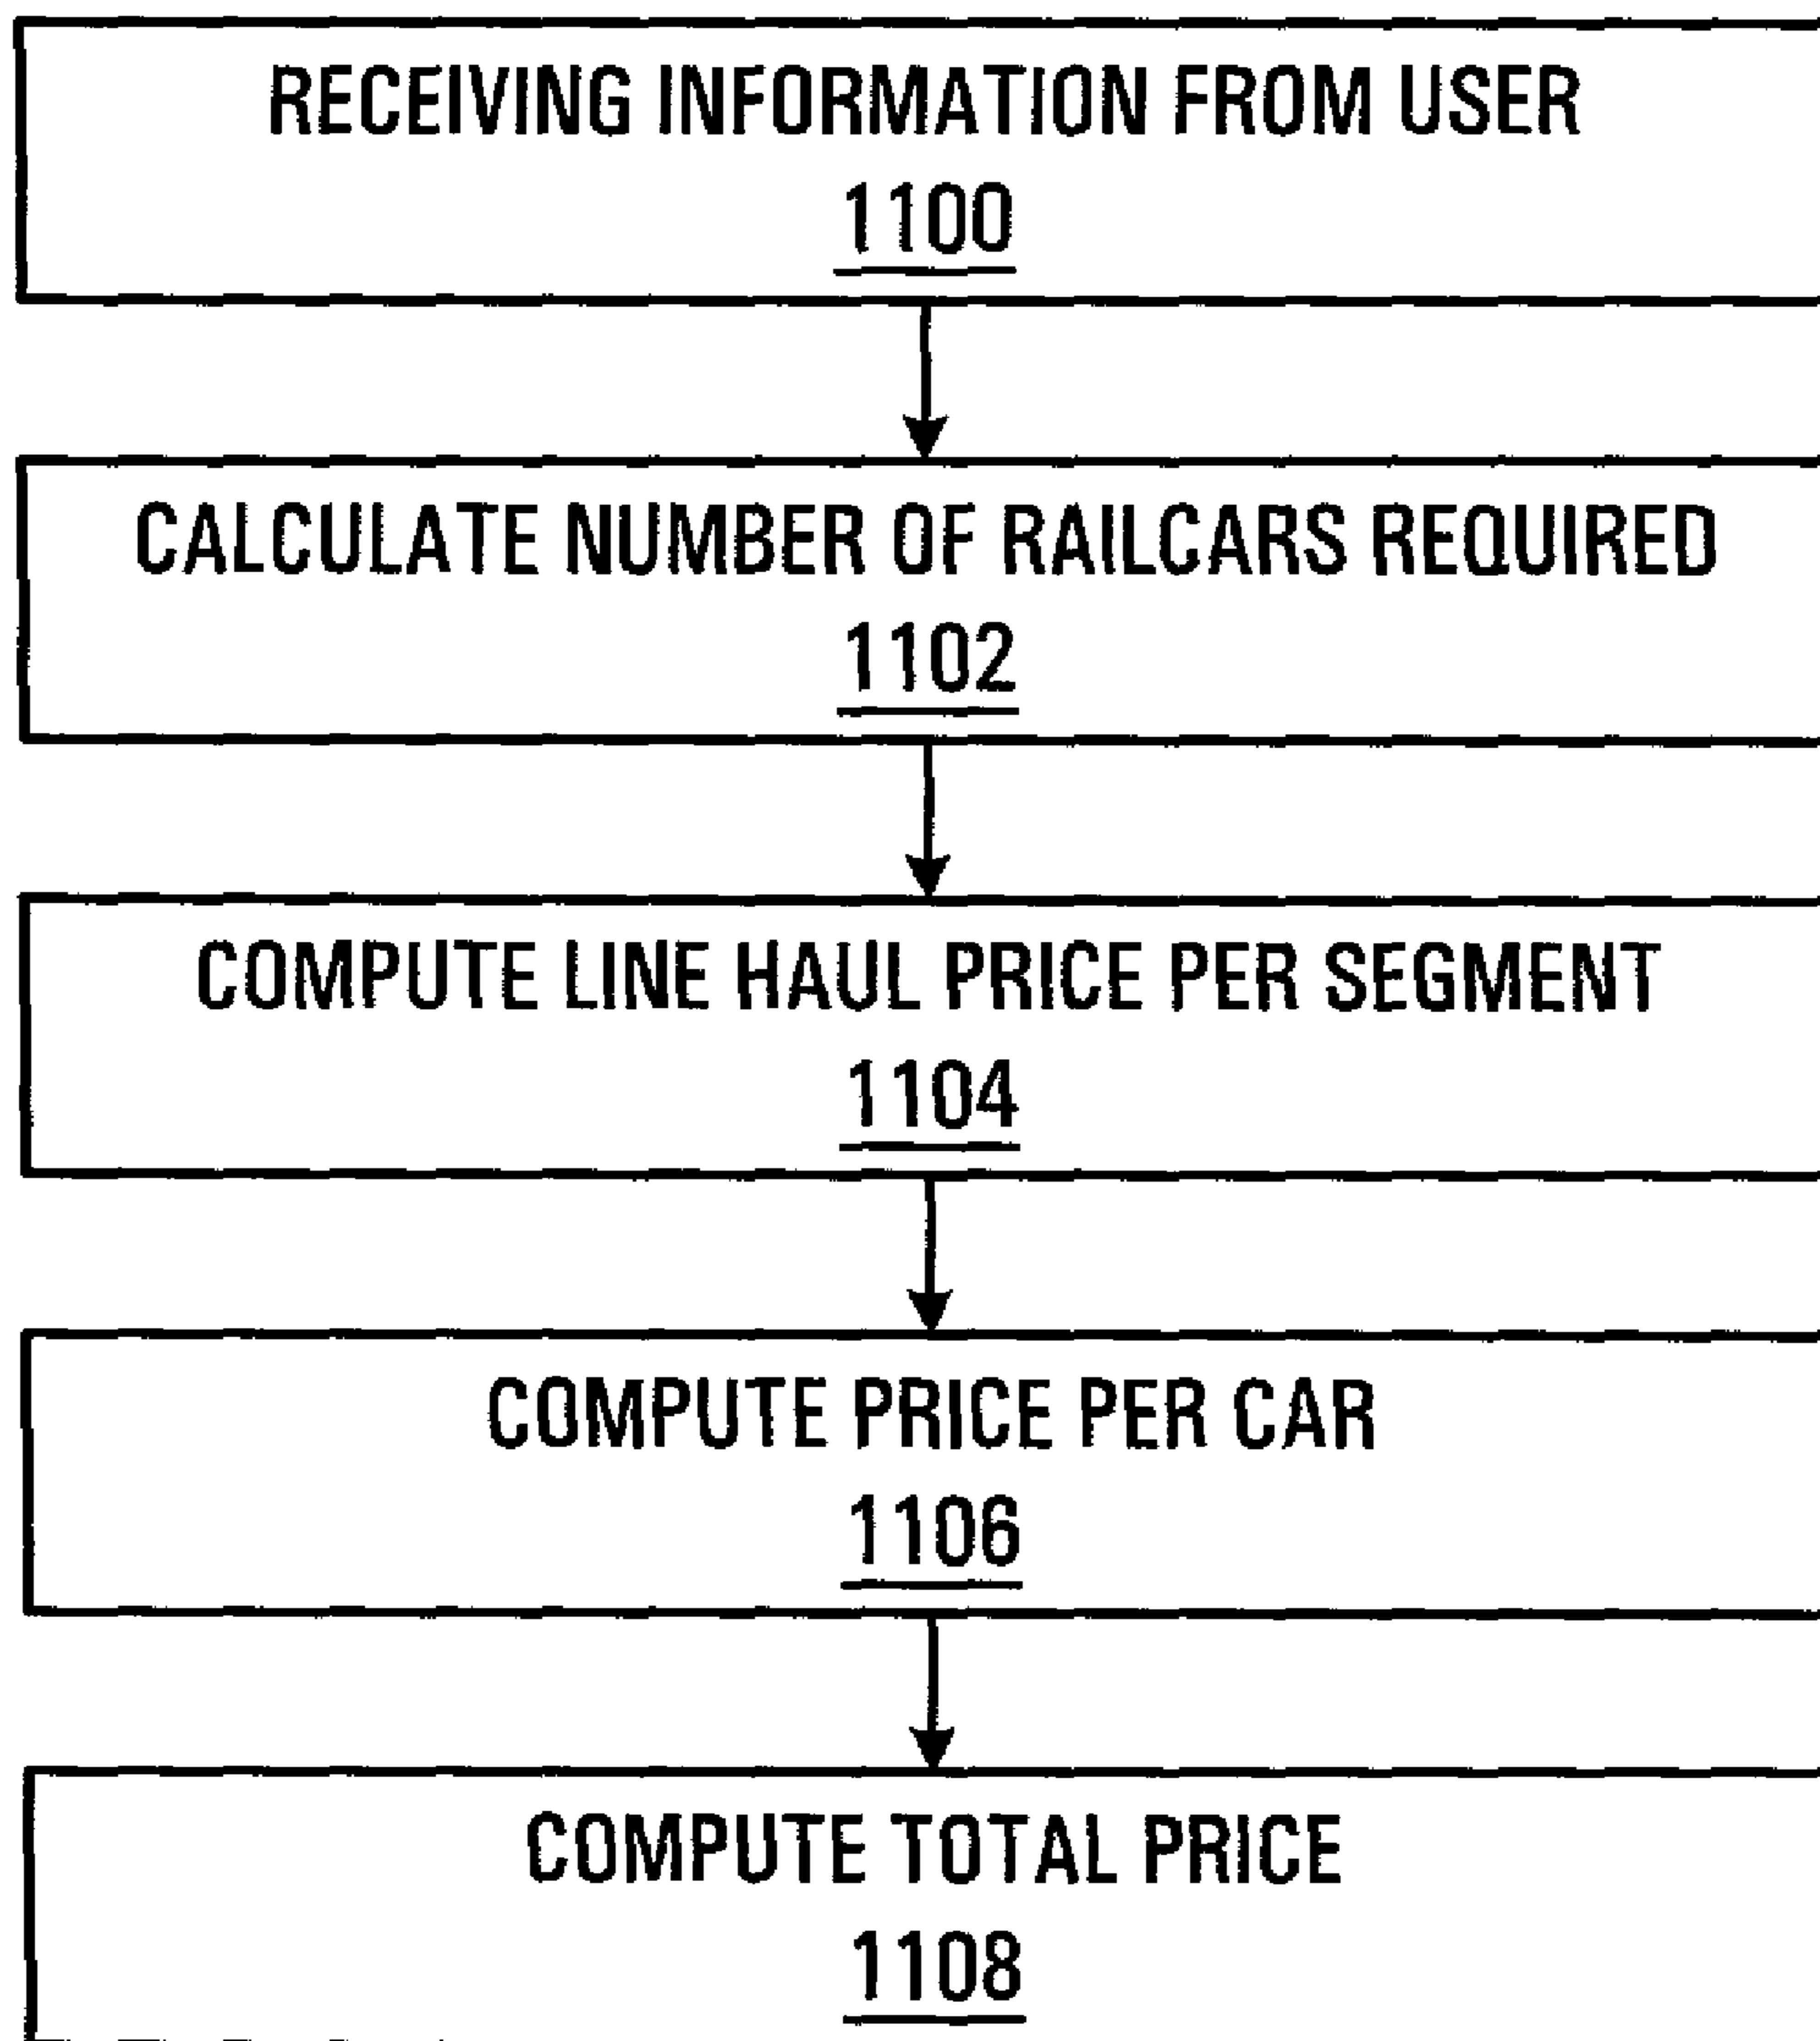 RECEIVING INFORMATION FROM USER
1100
CALCULATE NUMBER OF RAILCARS REQUIRED
1102
COMPUTE LINE HAUL PRICE PER SEGMENT
1104
COMPUTE PRICE PER CAR
1106
COMPUTE TOTAL PRICE
1108